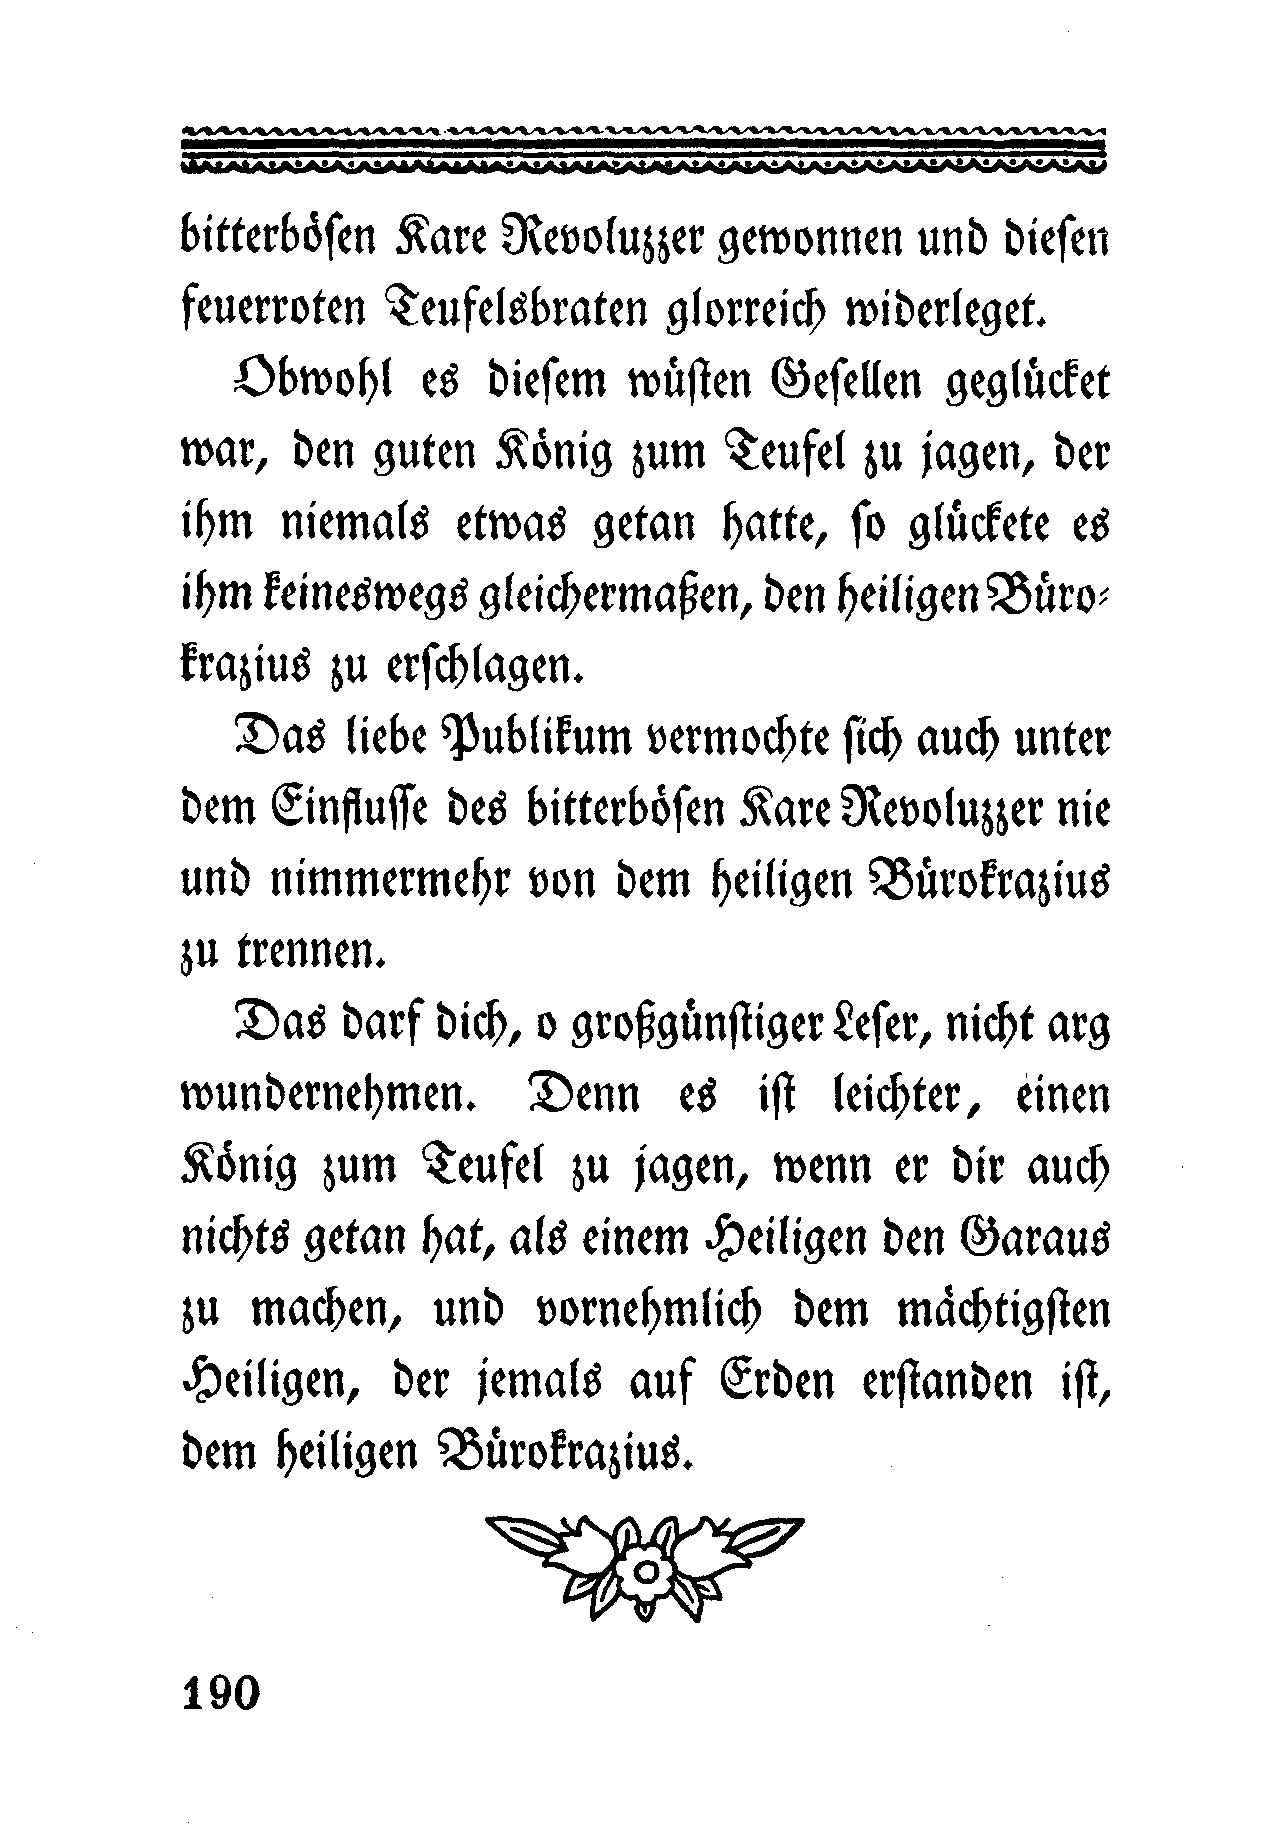 bitterböſen Kare Revoluzzer gewonnen und dieſen
feuerroten Teufelsbraten glorreich widerleget.
Obwohl es dieſem wüſten Geſellen geglücket
war, den guten König zum Teufel zu jagen, der
ihm niemals etwas getan hatte, ſo glückete es
ihm keineswegs gleichermaßen, den heiligen Büro-
krazius zu erſchlagen.
Das liebe Publikum vermochte ſich auch unter
dem Einfluſſe des bitterböſen Kare Revoluzzer nie
und nimmermehr von dem heiligen Bürokrazius
zu trennen.
Das darf dich, o großgünſtiger Leſer, nicht arg
wundernehmen. Denn es iſt leichter, einen
König zum Teufel zu jagen, wenn er dir auch
nichts getan hat, als einem Heiligen den Garaus
zu machen, und vornehmlich dem mächtigſten
Heiligen, der jemals auf Erden erſtanden iſt,
dem heiligen Bürokrazius.
190